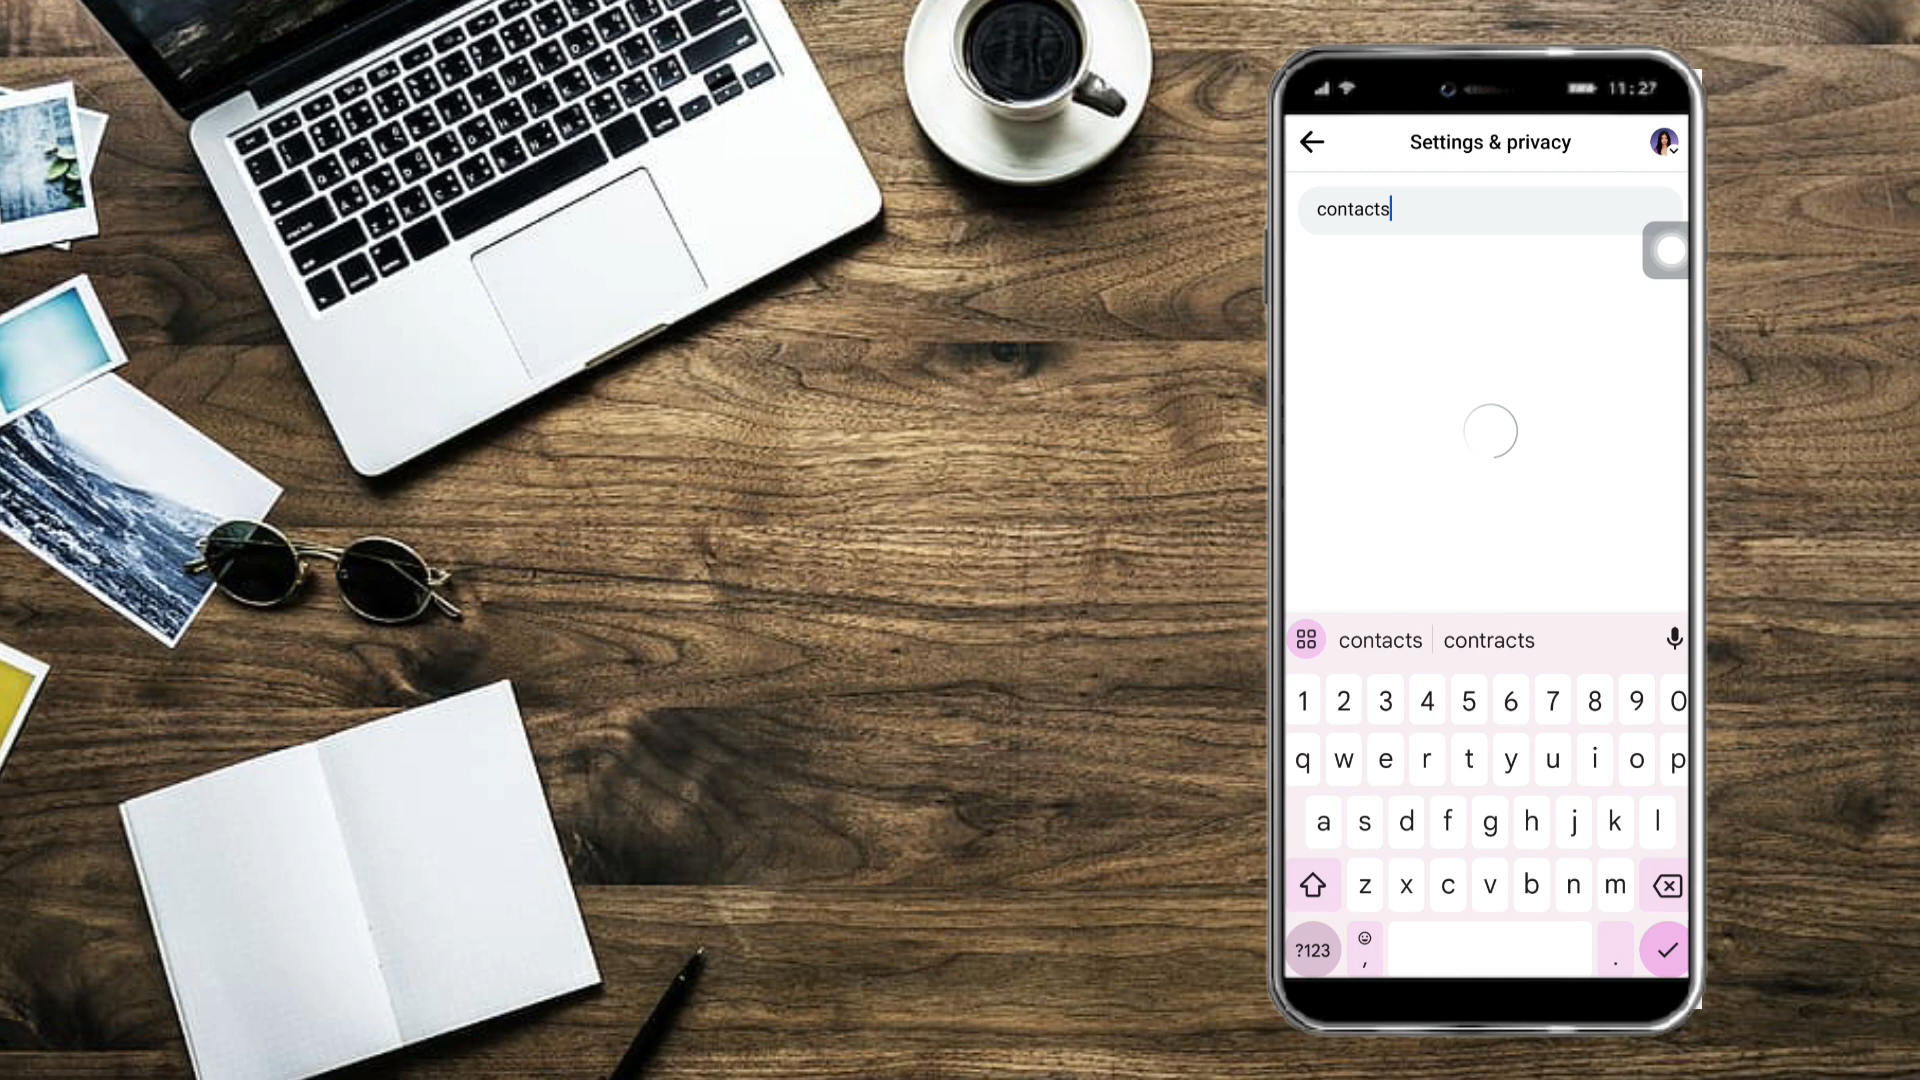 11:27
Settings & privacy
contacts
contacts contracts
1 2 3 4 5 6 7 8 9 0
q w e r t y u i o p
a s d f g h j k l
z x c v b n m
?123 , .